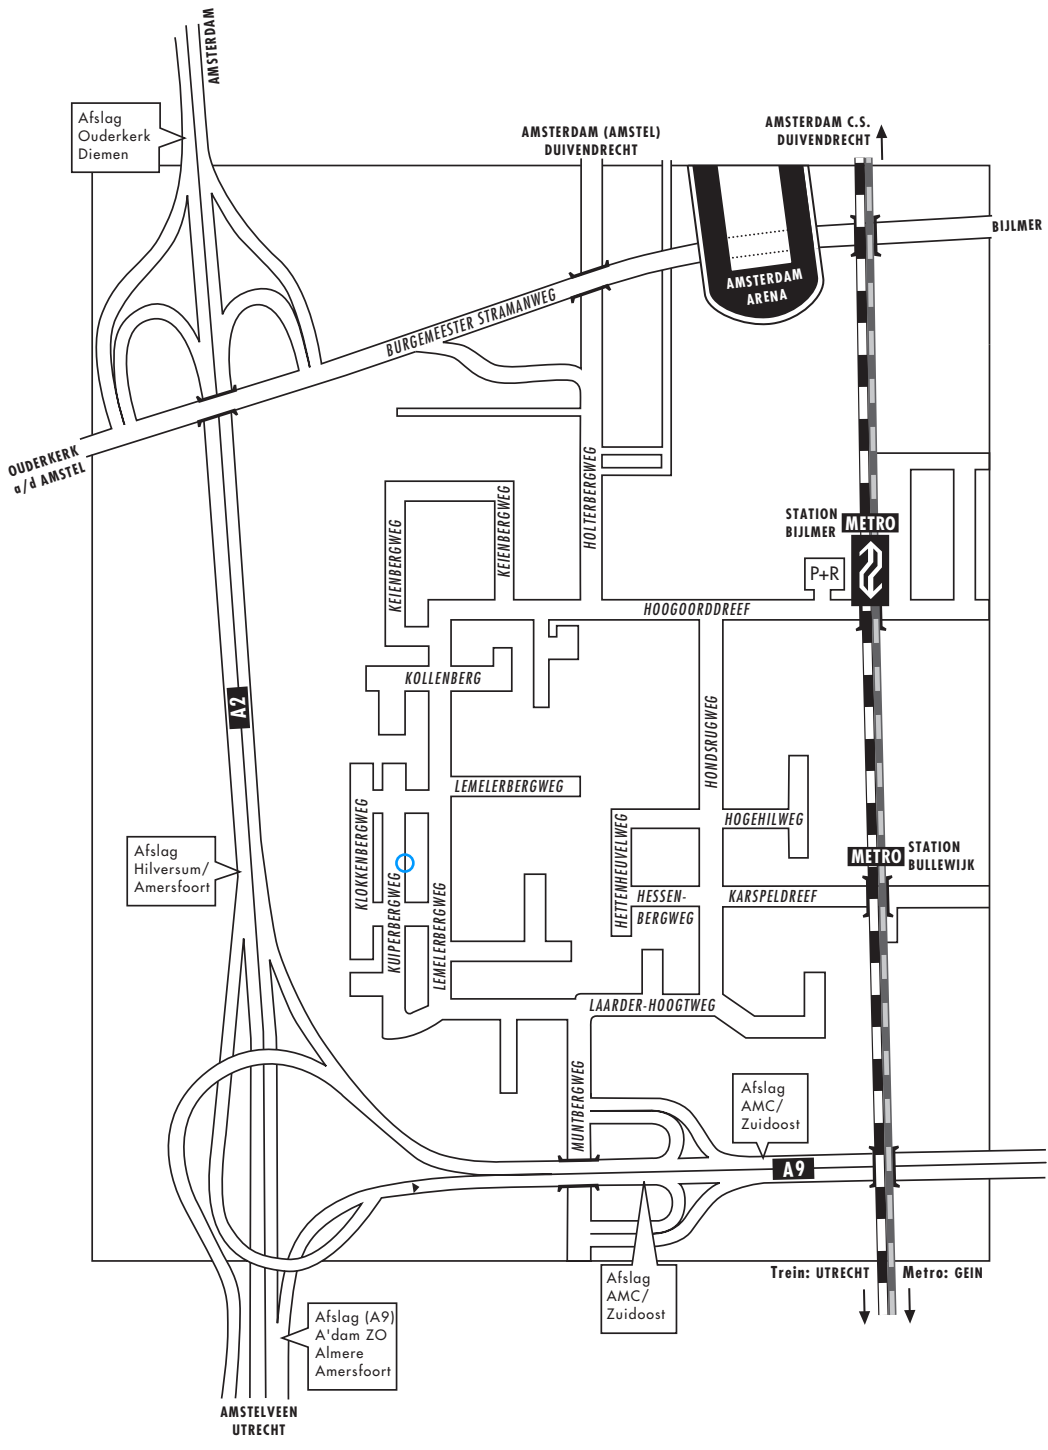 AMSTERDAM
Afslag
Ouderkerk
Diemen
AMSTERDAM (AMSTEL)
DUIVENDRECHT
AMSTERDAM C.S.
DUIVENDRECHT
BIJLMER
AMSTERDAM
ARENA
BURGEMEESTER STRAMANWEG
OUDERKERK
a/d AMSTEL
HOLTERBERGWEG
KEIENBERGWEG
KEIENBERGWEG
STATION
BIJLMER
METRO
P+R
HOOGOORDDREEF
KOLLENBERG
A2
HONDSRUGWEG
LEMELERBERGWEG
KLOKKENBERGWEG
HETTENHEUVELWEG
HOGEHILWEG
METRO
STATION
BULLEWIJK
Afslag
Hilversum/
Amersfoort
KUIPERBERGWEG
LEMELERBERGWEG
HESSEN-
BERGWEG
KARSPELDREEF
LAARDER-HOOGTWEG
MUNTBERGWEG
Afslag
AMC/
Zuidoost
A9
Trein: UTRECHT
Metro: GEIN
Afslag
AMC/
Zuidoost
Afslag (A9)
A'dam ZO
Almere
Amersfoort
AMSTELVEEN
UTRECHT